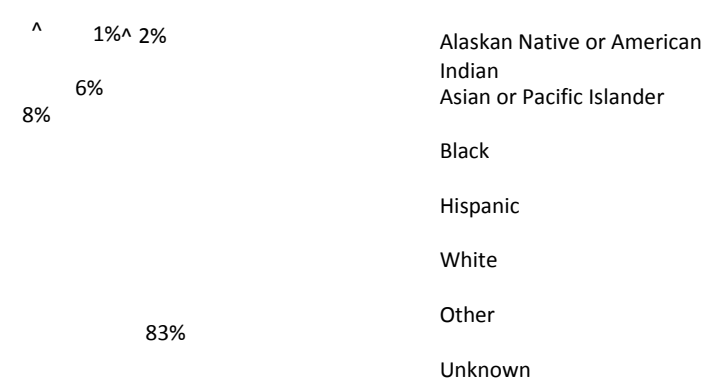 ^ 1%^ 2%
6%
8%
83%
Alaskan Native or American
Indian
Asian or Pacific Islander
Black
Hispanic
White
Other
Unknown